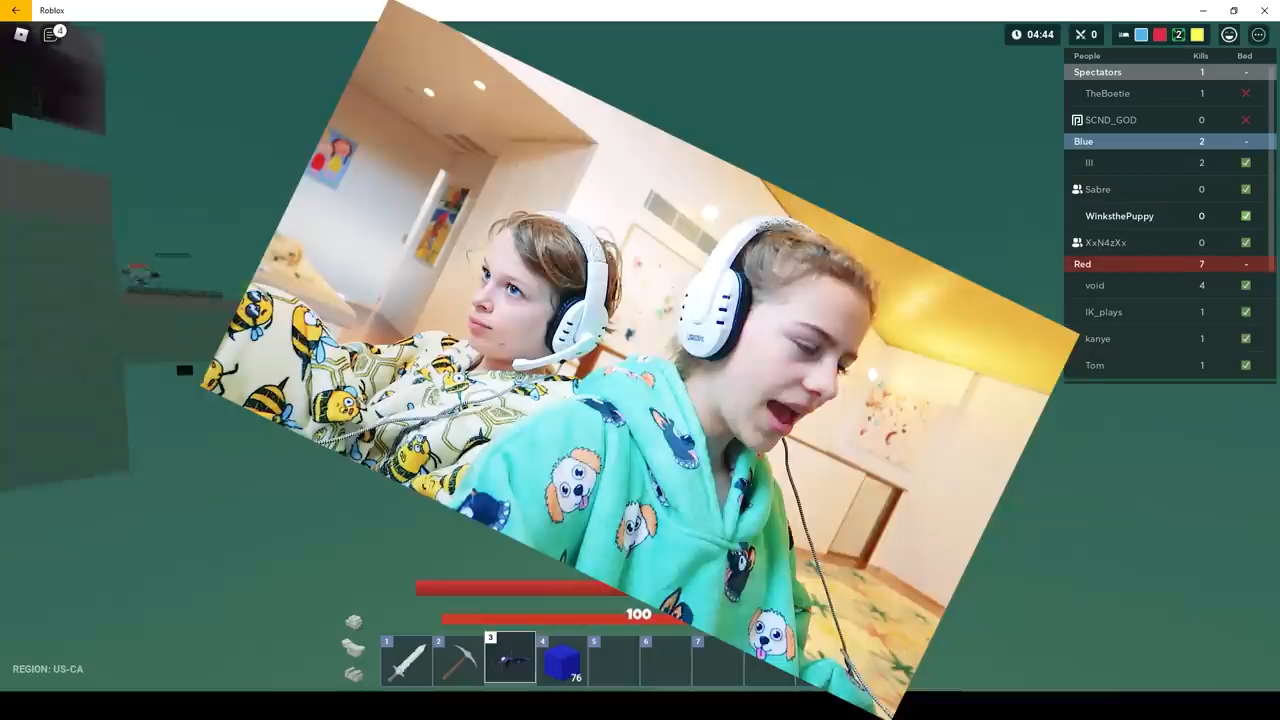 Roblox
4
04:44
0
2
People Kills Bed
Spectators 1 -
TheBoetie 1
SCND_GOD 0
Blue 2 -
III 2
Sabre 0
WinksthePuppy 0
XxN4zXx 0
Red 7 -
void 4
IK_plays 1
kanye 1
Tom 1
100
1 2 3 4 5 6 7
76
REGION: US-CA